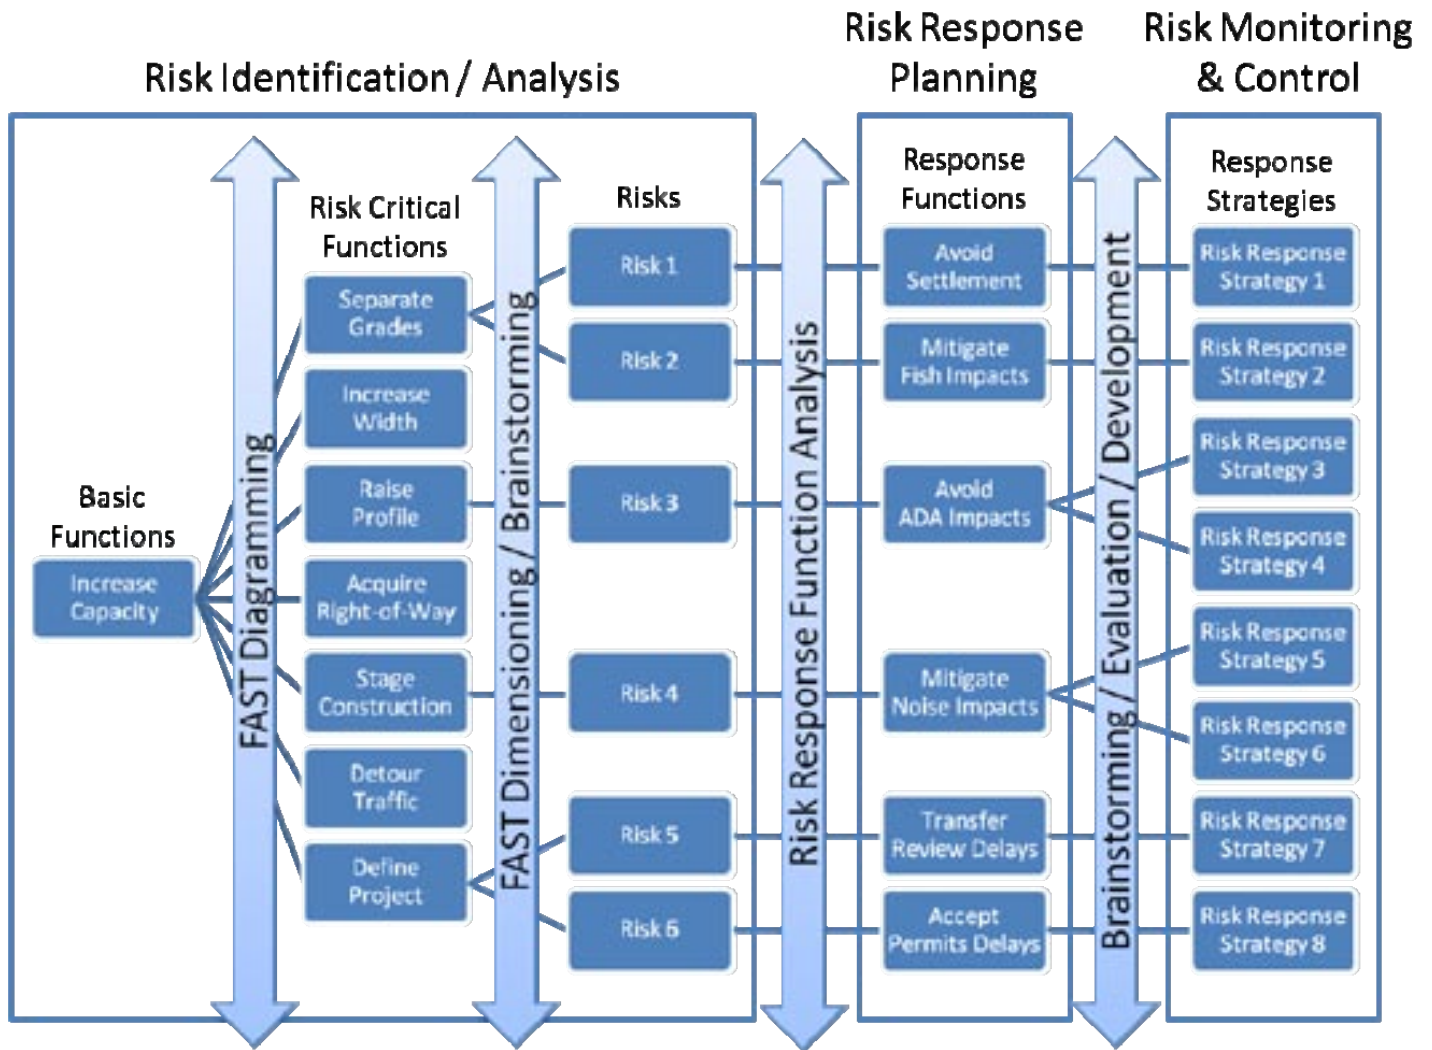 Risk Identification / Analysis
Risk Response
Planning
Risk Monitoring
& Control
Basic
Functions
Increase
Capacity
FAST Diagramming
Risk Critical
Functions
Separate
Grades
Increase
Width
Raise
Profile
Acquire
Right-of-Way
Stage
Construction
Detour
Traffic
Define
Project
FAST Dimensioning / Brainstorming
Risks
Risk 1
Risk 2
Risk 3
Risk 4
Risk 5
Risk 6
Risk Response Function Analysis
Response
Functions
Avoid
Settlement
Mitigate
Fish Impacts
Avoid
ADA Impacts
Mitigate
Noise Impacts
Transfer
Review Delays
Accept
Permits Delays
Brainstorming / Evaluation / Development
Response
Strategies
Risk Response
Strategy 1
Risk Response
Strategy 2
Risk Response
Strategy 3
Risk Response
Strategy 4
Risk Response
Strategy 5
Risk Response
Strategy 6
Risk Response
Strategy 7
Risk Response
Strategy 8